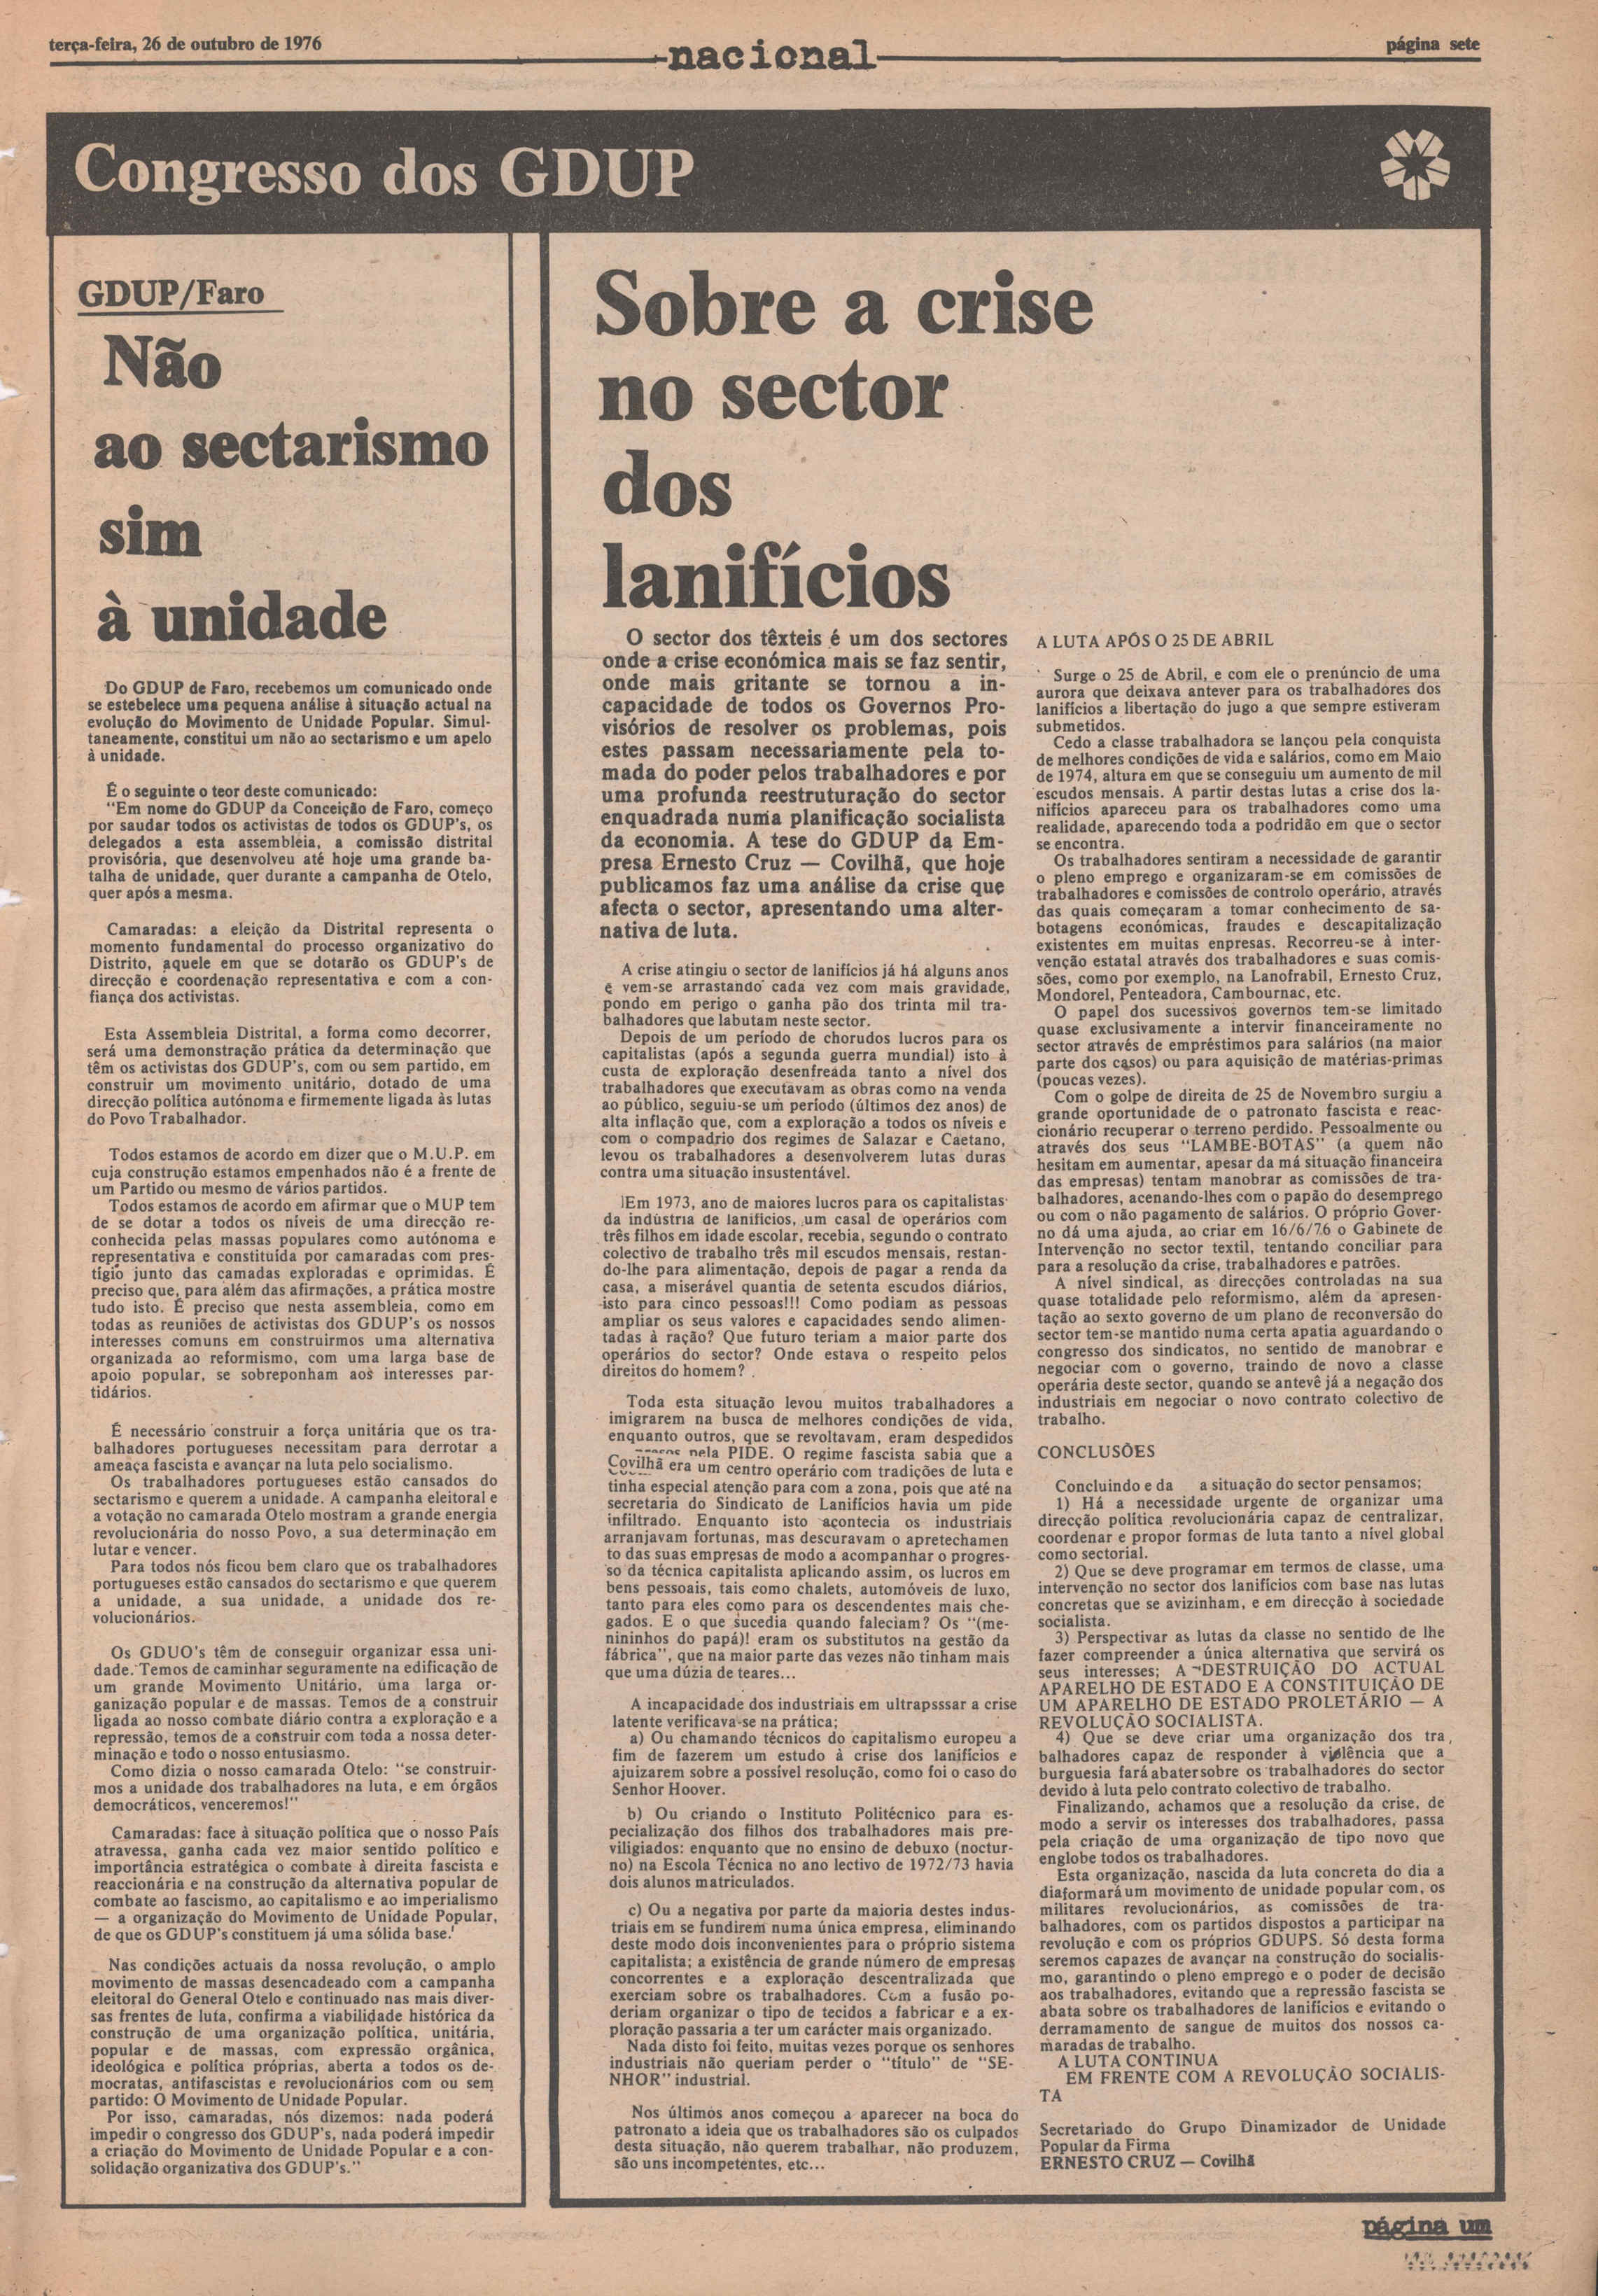 terça-feira, 26 de outubro de 1976
nacional
página sete
Congresso dos GDUP
GDUP/Faro
Não
ao sectarismo
sim
à unidade
Do GDUP de Faro, recebemos um comunicado onde
se estebelece uma pequena análise à situação actual na
evolução do Movimento de Unidade Popular. Simul-
taneamente, constitui um não ao sectarismo e um apelo
à unidade.
É o seguinte o teor deste comunicado:
"Em nome do GDUP da Conceição de Faro, começo
por saudar todos os activistas de todos os GDUP's, os
delegados a esta assembleia, a comissão distrital
provisória, que desenvolveu até hoje uma grande ba-
talha de unidade, quer durante a campanha de Otelo,
quer após a mesma.
Camaradas: a eleição da Distrital representa o
momento fundamental do processo organizativo do
Distrito, aquele em que se dotarão os GDUP's de
direcção e coordenação representativa e com a con-
fiança dos activistas.
Esta Assembleia Distrital, a forma como decorrer,
será uma demonstração prática da determinação que
têm os activistas dos GDUP's, com ou sem partido, em
construir um movimento unitário, dotado de uma
direcção política autónoma e firmemente ligada às lutas
do Povo Trabalhador.
Todos estamos de acordo em dizer que o M.U.P. em
cuja construção estamos empenhados não é a frente de
um Partido ou mesmo de vários partidos.
Todos estamos de acordo em afirmar que o MUP tem
de se dotar a todos os níveis de uma direcção re-
conhecida pelas massas populares como autónoma e
representativa e constituída por camaradas com pres-
tígio junto das camadas exploradas e oprimidas. É
preciso que, para além das afirmações, a prática mostre
tudo isto. É preciso que nesta assembleia, como em
todas as reuniões de activistas dos GDUP's os nossos
interesses comuns em construirmos uma alternativa
organizada ao reformismo, com uma larga base de
apoio popular, se sobreponham aos interesses par-
tidários.
É necessário construir a força unitária que os tra-
balhadores portugueses necessitam para derrotar a
ameaça fascista e avançar na luta pelo socialismo.
Os trabalhadores portugueses estão cansados do
sectarismo e querem a unidade. A campanha eleitoral e
a votação no camarada Otelo mostram a grande energia
revolucionária do nosso Povo, a sua determinação em
lutar e vencer.
Para todos nós ficou bem claro que os trabalhadores
portugueses estão cansados do sectarismo e que querem
a unidade, a sua unidade, a unidade dos re-
volucionários.
Os GDUO's têm de conseguir organizar essa uni-
dade. Temos de caminhar seguramente na edificação de
um grande Movimento Unitário, uma larga or-
ganização popular e de massas. Temos de a construir
ligada ao nosso combate diário contra a exploração e a
repressão, temos de a construir com toda a nossa deter-
minação e todo o nosso entusiasmo.
Como dizia o nosso camarada Otelo: "se construir-
mos a unidade dos trabalhadores na luta, e em órgãos
democráticos, venceremos!"
Camaradas: face à situação política que o nosso País
atravessa, ganha cada vez maior sentido político e
importância estratégica o combate à direita fascista e
reaccionária e na construção da alternativa popular de
combate ao fascismo, ao capitalismo e ao imperialismo
— a organização do Movimento de Unidade Popular,
de que os GDUP's constituem já uma sólida base.
Nas condições actuais da nossa revolução, o amplo
movimento de massas desencadeado com a campanha
eleitoral do General Otelo e continuado nas mais diver-
sas frentes de luta, confirma a viabilidade histórica da
construção de uma organização política, unitária,
popular e de massas, com expressão orgânica,
ideológica e política próprias, aberta a todos os de-
mocratas, antifascistas e revolucionários com ou sem
partido: O Movimento de Unidade Popular.
Por isso, camaradas, nós dizemos: nada poderá
impedir o congresso dos GDUP's, nada poderá impedir
a criação do Movimento de Unidade Popular e a con-
solidação organizativa dos GDUP's."
Sobre a crise
no sector
dos
lanifícios
O sector dos têxteis é um dos sectores
onde a crise económica mais se faz sentir,
onde mais gritante se tornou a in-
capacidade de todos os Governos Pro-
visórios de resolver os problemas, pois
estes passam necessariamente pela to-
mada do poder pelos trabalhadores e por
uma profunda reestruturação do sector
enquadrada numa planificação socialista
da economia. A tese do GDUP da Em-
presa Ernesto Cruz — Covilhã, que hoje
publicamos faz uma análise da crise que
afecta o sector, apresentando uma alter-
nativa de luta.
A crise atingiu o sector de lanifícios já há alguns anos
e vem-se arrastando cada vez com mais gravidade,
pondo em perigo o ganha pão dos trinta mil tra-
balhadores que labutam neste sector.
Depois de um período de chorudos lucros para os
capitalistas (após a segunda guerra mundial) isto à
custa de exploração desenfreada tanto a nível dos
trabalhadores que executavam as obras como na venda
ao público, seguiu-se um período (últimos dez anos) de
alta inflação que, com a exploração a todos os níveis e
com o compadrio dos regimes de Salazar e Caetano,
levou os trabalhadores a desenvolverem lutas duras
contra uma situação insustentável.
Em 1973, ano de maiores lucros para os capitalistas
da indústria de lanifícios, um casal de operários com
três filhos em idade escolar, recebia, segundo o contrato
colectivo de trabalho três mil escudos mensais, restan-
do-lhe para alimentação, depois de pagar a renda da
casa, a miserável quantia de setenta escudos diários,
isto para cinco pessoas!!! Como podiam as pessoas
ampliar os seus valores e capacidades sendo alimen-
tadas à ração? Que futuro teriam a maior parte dos
operários do sector? Onde estava o respeito pelos
direitos do homem?
Toda esta situação levou muitos trabalhadores a
imigrarem na busca de melhores condições de vida,
enquanto outros, que se revoltavam, eram despedidos
pela PIDE. O regime fascista sabia que a
Covilhã era um centro operário com tradições de luta e
tinha especial atenção para com a zona, pois que até na
secretaria do Sindicato de Lanifícios havia um pide
infiltrado. Enquanto isto acontecia os industriais
arranjavam fortunas, mas descuravam o apretechamen
to das suas empresas de modo a acompanhar o progres-
so da técnica capitalista aplicando assim, os lucros em
bens pessoais, tais como chalets, automóveis de luxo,
tanto para eles como para os descendentes mais che-
gados. E o que sucedia quando faleciam? Os "(me-
nininhos do papá)! eram os substitutos na gestão da
fábrica", que na maior parte das vezes não tinham mais
que uma dúzia de teares...
A incapacidade dos industriais em ultrapsssar a crise
latente verificava-se na prática;
a) Ou chamando técnicos do capitalismo europeu a
fim de fazerem um estudo à crise dos lanifícios e
ajuizarem sobre a possível resolução, como foi o caso do
Senhor Hoover.
b) Ou criando o Instituto Politécnico para es-
pecialização dos filhos dos trabalhadores mais pre-
viligiados: enquanto que no ensino de debuxo (noctur-
no) na Escola Técnica no ano lectivo de 1972/73 havia
dois alunos matriculados.
c) Ou a negativa por parte da maioria destes indus-
triais em se fundirem numa única empresa, eliminando
deste modo dois inconvenientes para o próprio sistema
capitalista; a existência de grande número de empresas
concorrentes e a exploração descentralizada que
exerciam sobre os trabalhadores. Com a fusão po-
deriam organizar o tipo de tecidos a fabricar e a ex-
ploração passaria a ter um carácter mais organizado.
Nada disto foi feito, muitas vezes porque os senhores
industriais não queriam perder o "título" de "SE-
NHOR" industrial.
Nos últimos anos começou a aparecer na boca do
patronato a ideia que os trabalhadores são os culpados
desta situação, não querem trabalhar, não produzem,
são uns incompetentes, etc...
A LUTA APÓS O 25 DE ABRIL
Surge o 25 de Abril, e com ele o prenúncio de uma
aurora que deixava antever para os trabalhadores dos
lanifícios a libertação do jugo a que sempre estiveram
submetidos.
Cedo a classe trabalhadora se lançou pela conquista
de melhores condições de vida e salários, como em Maio
de 1974, altura em que se conseguiu um aumento de mil
escudos mensais. A partir destas lutas a crise dos la-
nifícios apareceu para os trabalhadores como uma
realidade, aparecendo toda a podridão em que o sector
se encontra.
Os trabalhadores sentiram a necessidade de garantir
o pleno emprego e organizaram-se em comissões de
trabalhadores e comissões de controlo operário, através
das quais começaram a tomar conhecimento de sa-
botagens económicas, fraudes e descapitalização
existentes em muitas enpresas. Recorreu-se à inter-
venção estatal através dos trabalhadores e suas comis-
sões, como por exemplo, na Lanofrabil, Ernesto Cruz,
Mondorel, Penteadora, Cambournac, etc.
O papel dos sucessivos governos tem-se limitado
quase exclusivamente a intervir financeiramente no
sector através de empréstimos para salários (na maior
parte dos casos) ou para aquisição de matérias-primas
(poucas vezes).
Com o golpe de direita de 25 de Novembro surgiu a
grande oportunidade de o patronato fascista e reac-
cionário recuperar o terreno perdido. Pessoalmente ou
através dos seus "LAMBE-BOTAS" (a quem não
hesitam em aumentar, apesar da má situação financeira
das empresas) tentam manobrar as comissões de tra-
balhadores, acenando-lhes com o papão do desemprego
ou com o não pagamento de salários. O próprio Gover-
no dá uma ajuda, ao criar em 16/6/76 o Gabinete de
Intervenção no sector textil, tentando conciliar para
para a resolução da crise, trabalhadores e patrões.
A nível sindical, as direcções controladas na sua
quase totalidade pelo reformismo, além da apresen-
tação ao sexto governo de um plano de reconversão do
sector tem-se mantido numa certa apatia aguardando o
congresso dos sindicatos, no sentido de manobrar e
negociar com o governo, traindo de novo a classe
operária deste sector, quando se antevê já a negação dos
industriais em negociar o novo contrato colectivo de
trabalho.
CONCLUSÕES
Concluindo e da a situação do sector pensamos;
1) Há a necessidade urgente de organizar uma
direcção política revolucionária capaz de centralizar,
coordenar e propor formas de luta tanto a nível global
como sectorial.
2) Que se deve programar em termos de classe, uma
intervenção no sector dos lanifícios com base nas lutas
concretas que se avizinham, e em direcção à sociedade
socialista.
3) Perspectivar as lutas da classe no sentido de lhe
fazer compreender a única alternativa que servirá os
seus interesses; A DESTRUIÇÃO DO ACTUAL
APARELHO DE ESTADO E A CONSTITUIÇÃO DE
UM APARELHO DE ESTADO PROLETÁRIO — A
REVOLUÇÃO SOCIALISTA.
4) Que se deve criar uma organização dos tra
balhadores capaz de responder à violência que a
burguesia fará abater sobre os trabalhadores do sector
devido à luta pelo contrato colectivo de trabalho.
Finalizando, achamos que a resolução da crise, de
modo a servir os interesses dos trabalhadores, passa
pela criação de uma organização de tipo novo que
englobe todos os trabalhadores.
Esta organização, nascida da luta concreta do dia a
dia formará um movimento de unidade popular com, os
militares revolucionários, as comissões de tra-
balhadores, com os partidos dispostos a participar na
revolução e com os próprios GDUPS. Só desta forma
seremos capazes de avançar na construção do socialis-
mo, garantindo o pleno emprego e o poder de decisão
aos trabalhadores, evitando que a repressão fascista se
abata sobre os trabalhadores de lanifícios e evitando o
derramamento de sangue de muitos dos nossos ca-
maradas de trabalho.
A LUTA CONTINUA
EM FRENTE COM A REVOLUÇÃO SOCIALIS-
TA
Secretariado do Grupo Dinamizador de Unidade
Popular da Firma
ERNESTO CRUZ — Covilhã
página um